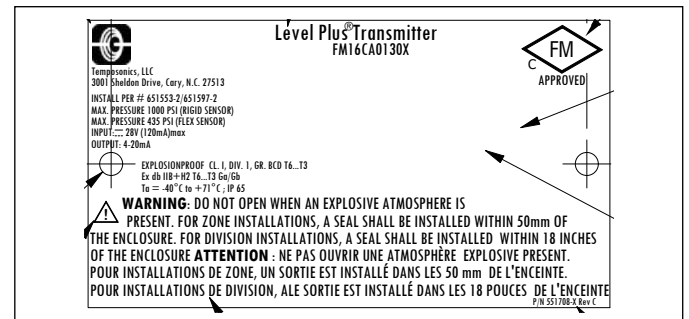 Level Plus® Transmitter
FM16CA0130X
FM
C
APPROVED
Temposonics, LLC
3001 Sheldon Drive, Cary, N.C. 27513
INSTALL PER # 651553-2/651597-2
MAX. PRESSURE 1000 PSI (RIGID SENSOR)
MAX. PRESSURE 435 PSI (FLEX SENSOR)
INPUT: 28V (120mA)max
OUTPUT: 4-20mA
EXPLOSIONPROOF CL. I, DIV. 1, GR. BCD T6...T3
Ex db IIB+H2 T6...T3 Ga/Gb
Ta = -40°C to +71°C ; IP 65
WARNING: DO NOT OPEN WHEN AN EXPLOSIVE ATMOSPHERE IS
PRESENT. FOR ZONE INSTALLATIONS, A SEAL SHALL BE INSTALLED WITHIN 50mm OF
THE ENCLOSURE. FOR DIVISION INSTALLATIONS, A SEAL SHALL BE INSTALLED WITHIN 18 INCHES
OF THE ENCLOSURE ATTENTION : NE PAS OUVRIR UNE ATMOSPHÈRE EXPLOSIVE PRESENT.
POUR INSTALLATIONS DE ZONE, UN SORTIE EST INSTALLÉ DANS LES 50 mm DE L'ENCEINTE.
POUR INSTALLATIONS DE DIVISION, ALE SORTIE EST INSTALLÉ DANS LES 18 POUCES DE L'ENCEINTE
P/N 551708-X Rev C